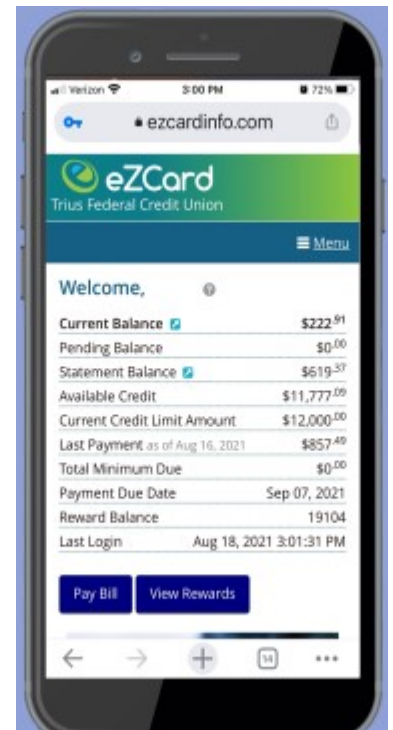 Verizon 3:00 PM 72%
ezcardinfo.com
eZCard
Trius Federal Credit Union
Menu
Welcome,
Current Balance $222.91
Pending Balance $0.00
Statement Balance $619.37
Available Credit $11,777.09
Current Credit Limit Amount $12,000.00
Last Payment as of Aug 16, 2021 $857.49
Total Minimum Due $0.00
Payment Due Date Sep 07, 2021
Reward Balance 19104
Last Login Aug 18, 2021 3:01:31 PM
Pay Bill View Rewards
14